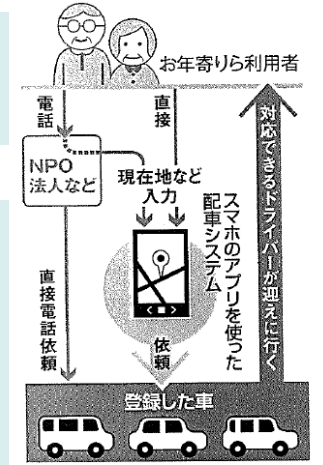 お年寄りら利用者
電話
直接
NPO
法人など
現在地など
入力
スマホのアプリを使った
配車システム
対応できるドライバーが迎えに行く
直接電話依頼
依頼
登録した車